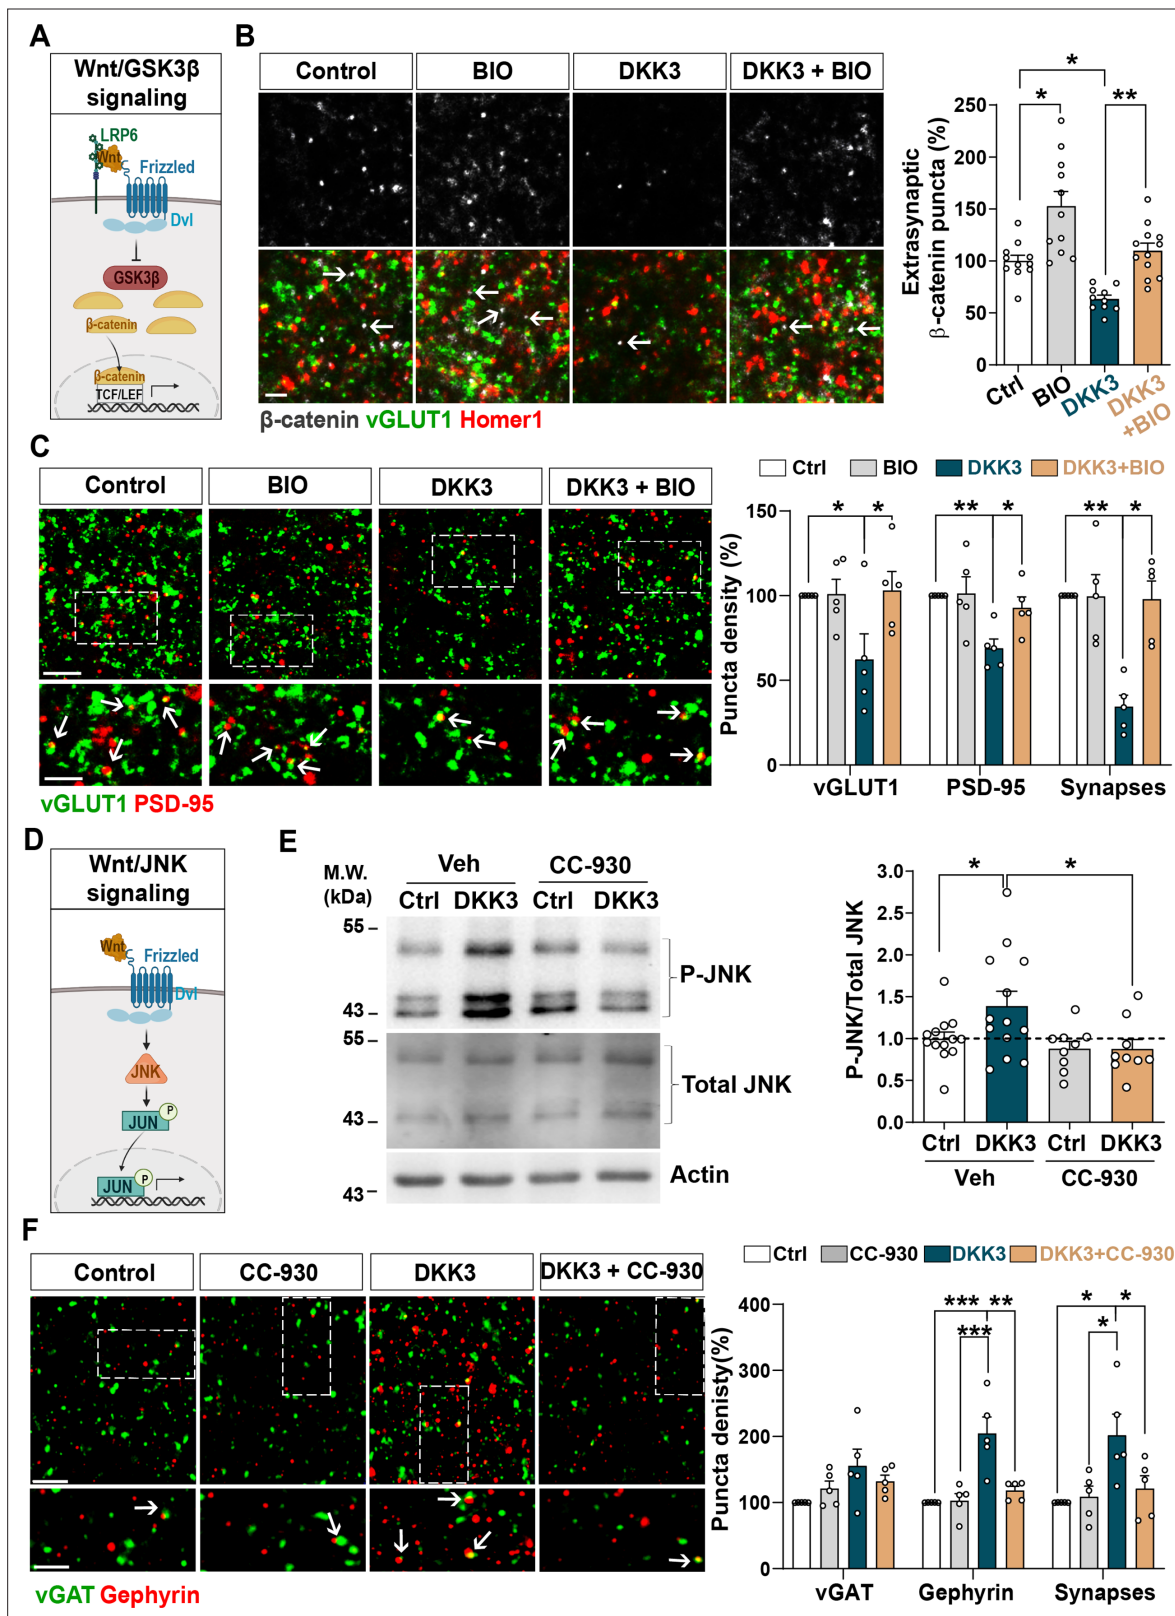 A
Wnt/GSK3β
signaling
LRP6
Wnt
Frizzled
Dvl
GSK3β
β-catenin
β-catenin
TCF/LEF
B
Control BIO DKK3 DKK3 + BIO
β-catenin vGLUT1 Homer1
Extrasynaptic
β-catenin puncta (%)
250
200
150
100
50
0
* * **
Ctrl BIO DKK3 DKK3
+BIO
C
Control BIO DKK3 DKK3 + BIO
vGLUT1 PSD-95
Ctrl BIO DKK3 DKK3+BIO
Puncta density (%)
150
100
50
0
* * ** * ** *
vGLUT1 PSD-95 Synapses
D
Wnt/JNK
signaling
Wnt
Frizzled
Dvl
JNK
JUN P
JUN P
E
Veh CC-930
M.W.
(kDa)
Ctrl DKK3 Ctrl DKK3
55
43
P-JNK
55
43
Total JNK
43
Actin
P-JNK/Total JNK
3.0
2.5
2.0
1.5
1.0
0.5
0.0
* *
Ctrl DKK3 Ctrl DKK3
Veh CC-930
F
Control CC-930 DKK3 DKK3 + CC-930
vGAT Gephyrin
Ctrl CC-930 DKK3 DKK3+CC-930
Puncta denisty(%)
400
300
200
100
0
*** ** * *
*** *
vGAT Gephyrin Synapses